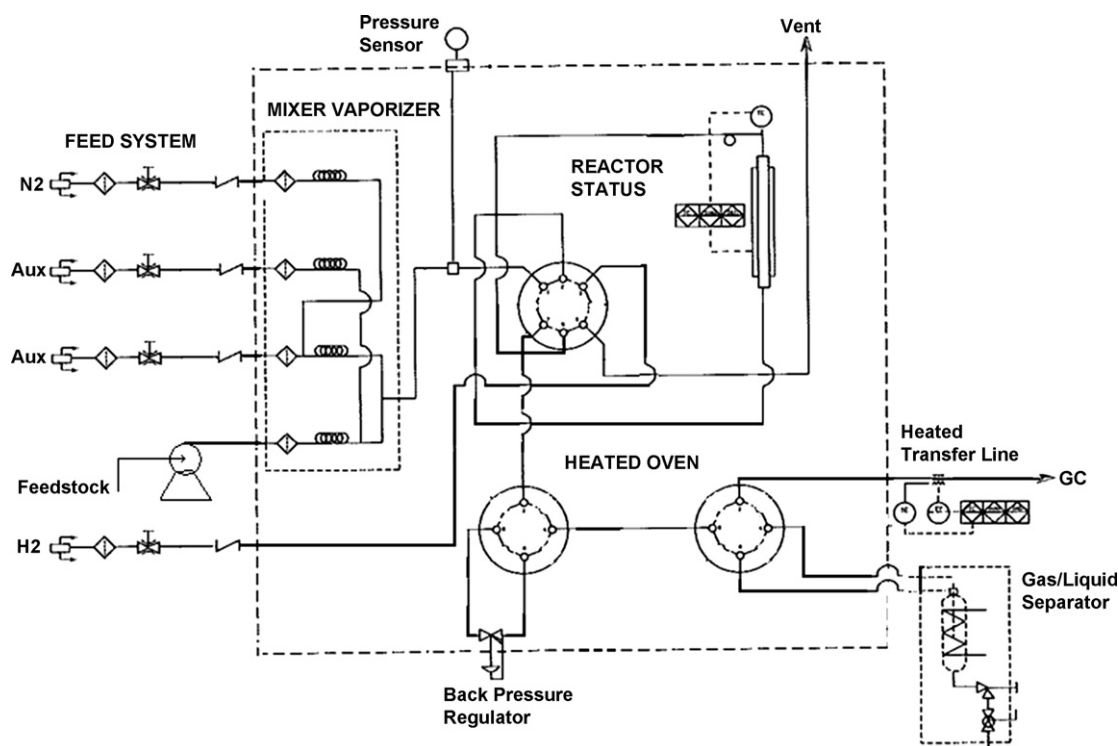 Pressure
Sensor
Vent
MIXER VAPORIZER
FEED SYSTEM
N2
REACTOR
STATUS
Aux
Aux
Feedstock
HEATED OVEN
Heated
Transfer Line
GC
H2
Gas/Liquid
Separator
Back Pressure
Regulator